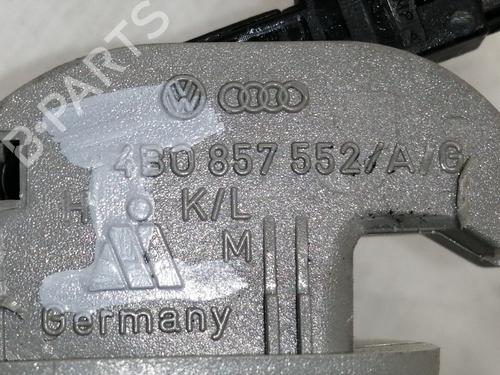 B-PARTS
4B0 857 552/A/G
H K/L
M
Germany